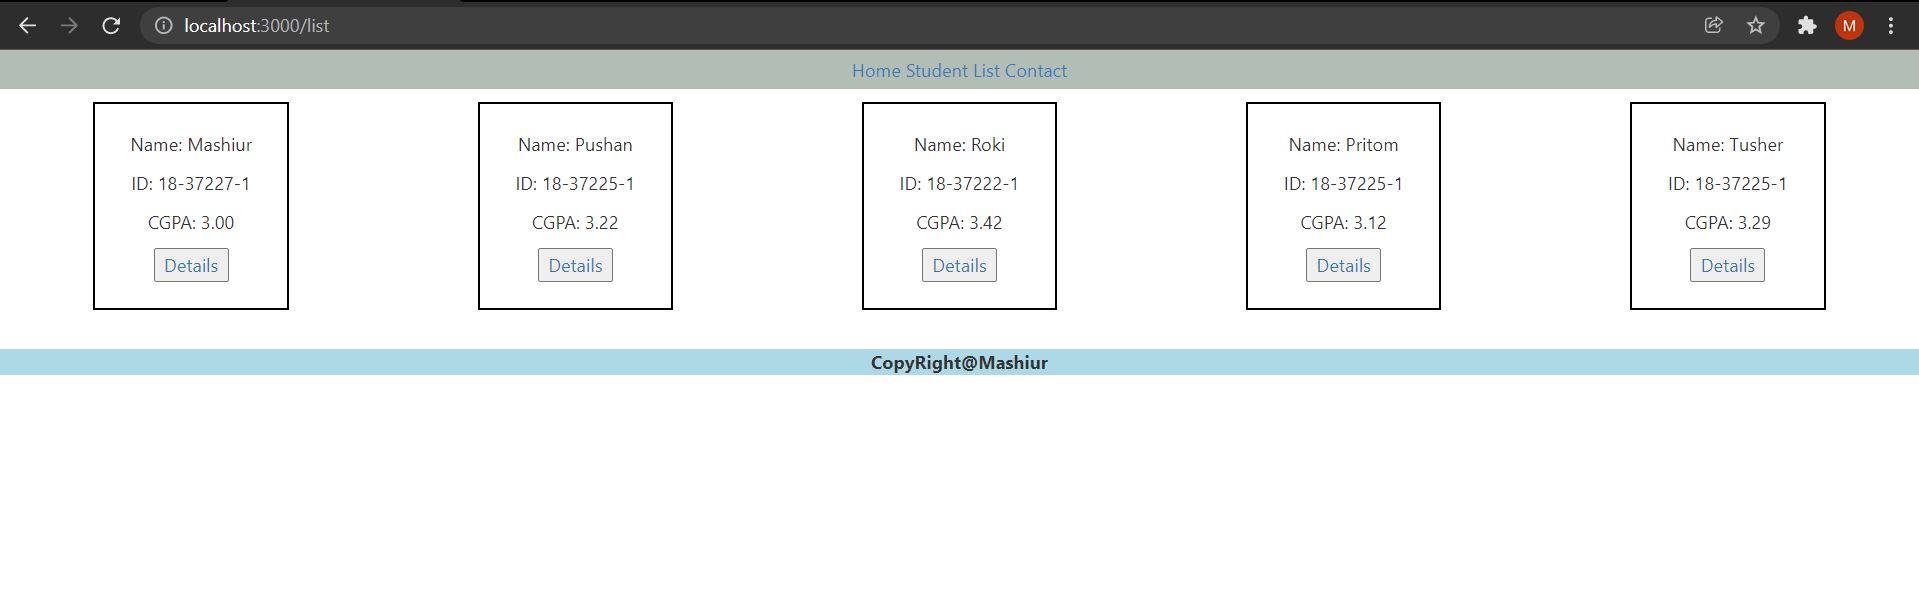 localhost:3000/list
M
Home Student List Contact
Name: Mashiur
ID: 18-37227-1
CGPA: 3.00
Details
Name: Pushan
ID: 18-37225-1
CGPA: 3.22
Details
Name: Roki
ID: 18-37222-1
CGPA: 3.42
Details
Name: Pritom
ID: 18-37225-1
CGPA: 3.12
Details
Name: Tusher
ID: 18-37225-1
CGPA: 3.29
Details
CopyRight@Mashiur